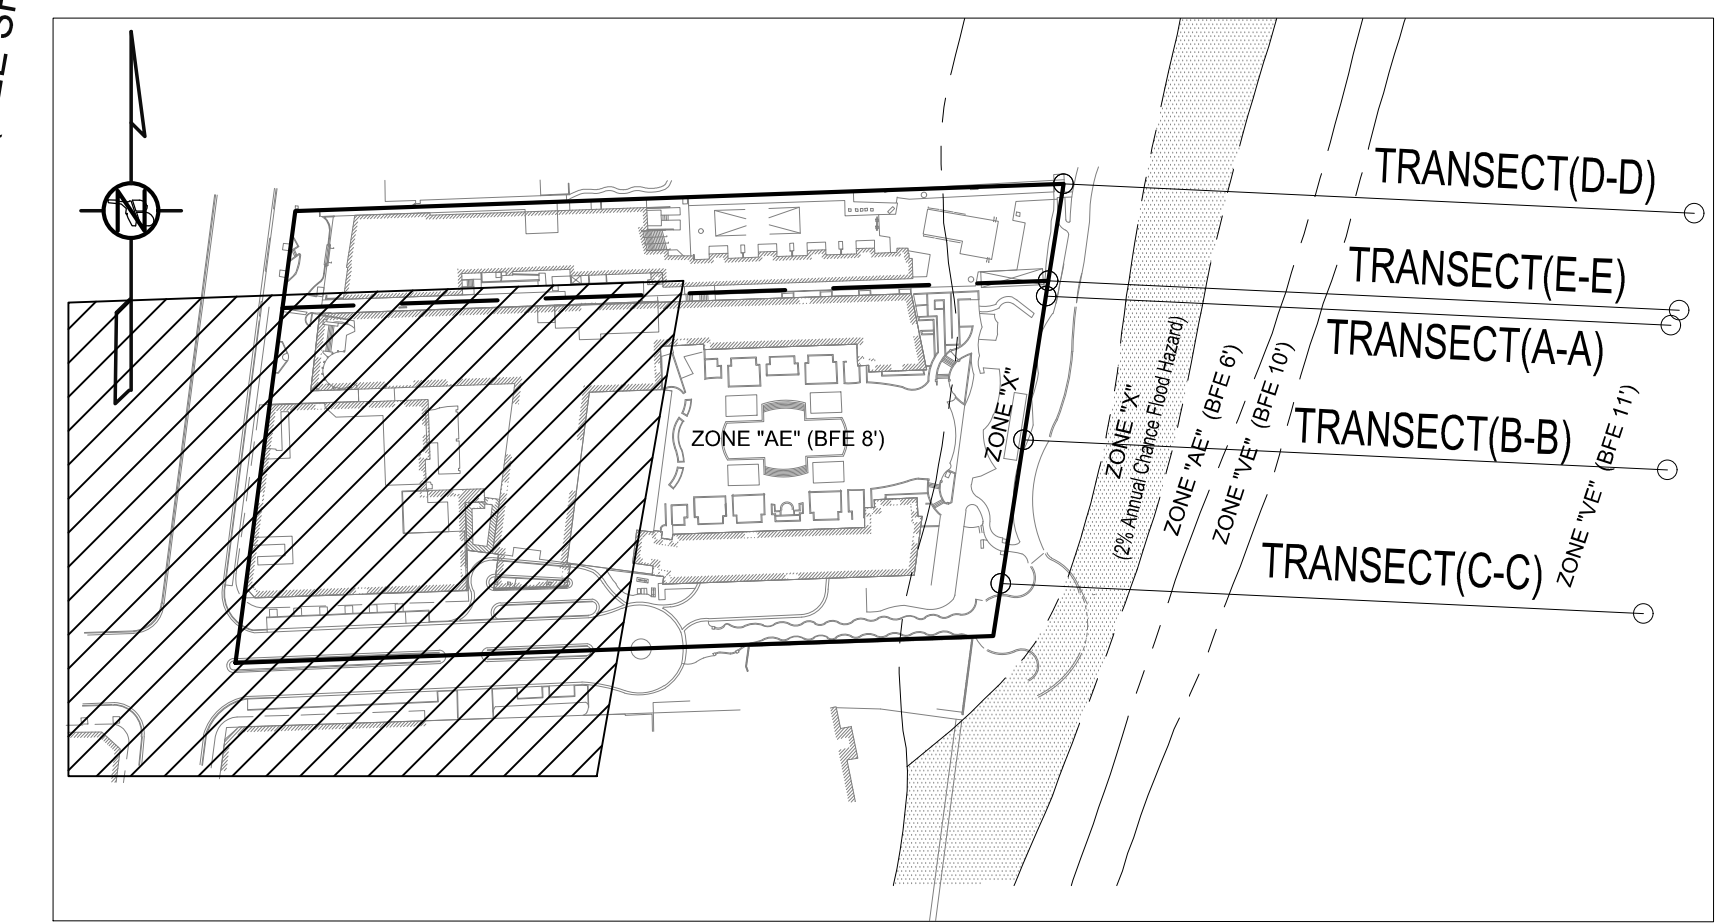 N
TRANSECT(D-D)
TRANSECT(E-E)
TRANSECT(A-A)
TRANSECT(B-B)
TRANSECT(C-C)
ZONE "AE" (BFE 8')
ZONE "X"
ZONE "X"
(2% Annual Chance Flood Hazard)
ZONE "AE" (BFE 6')
ZONE "VE" (BFE 10')
ZONE "VE" (BFE 11')